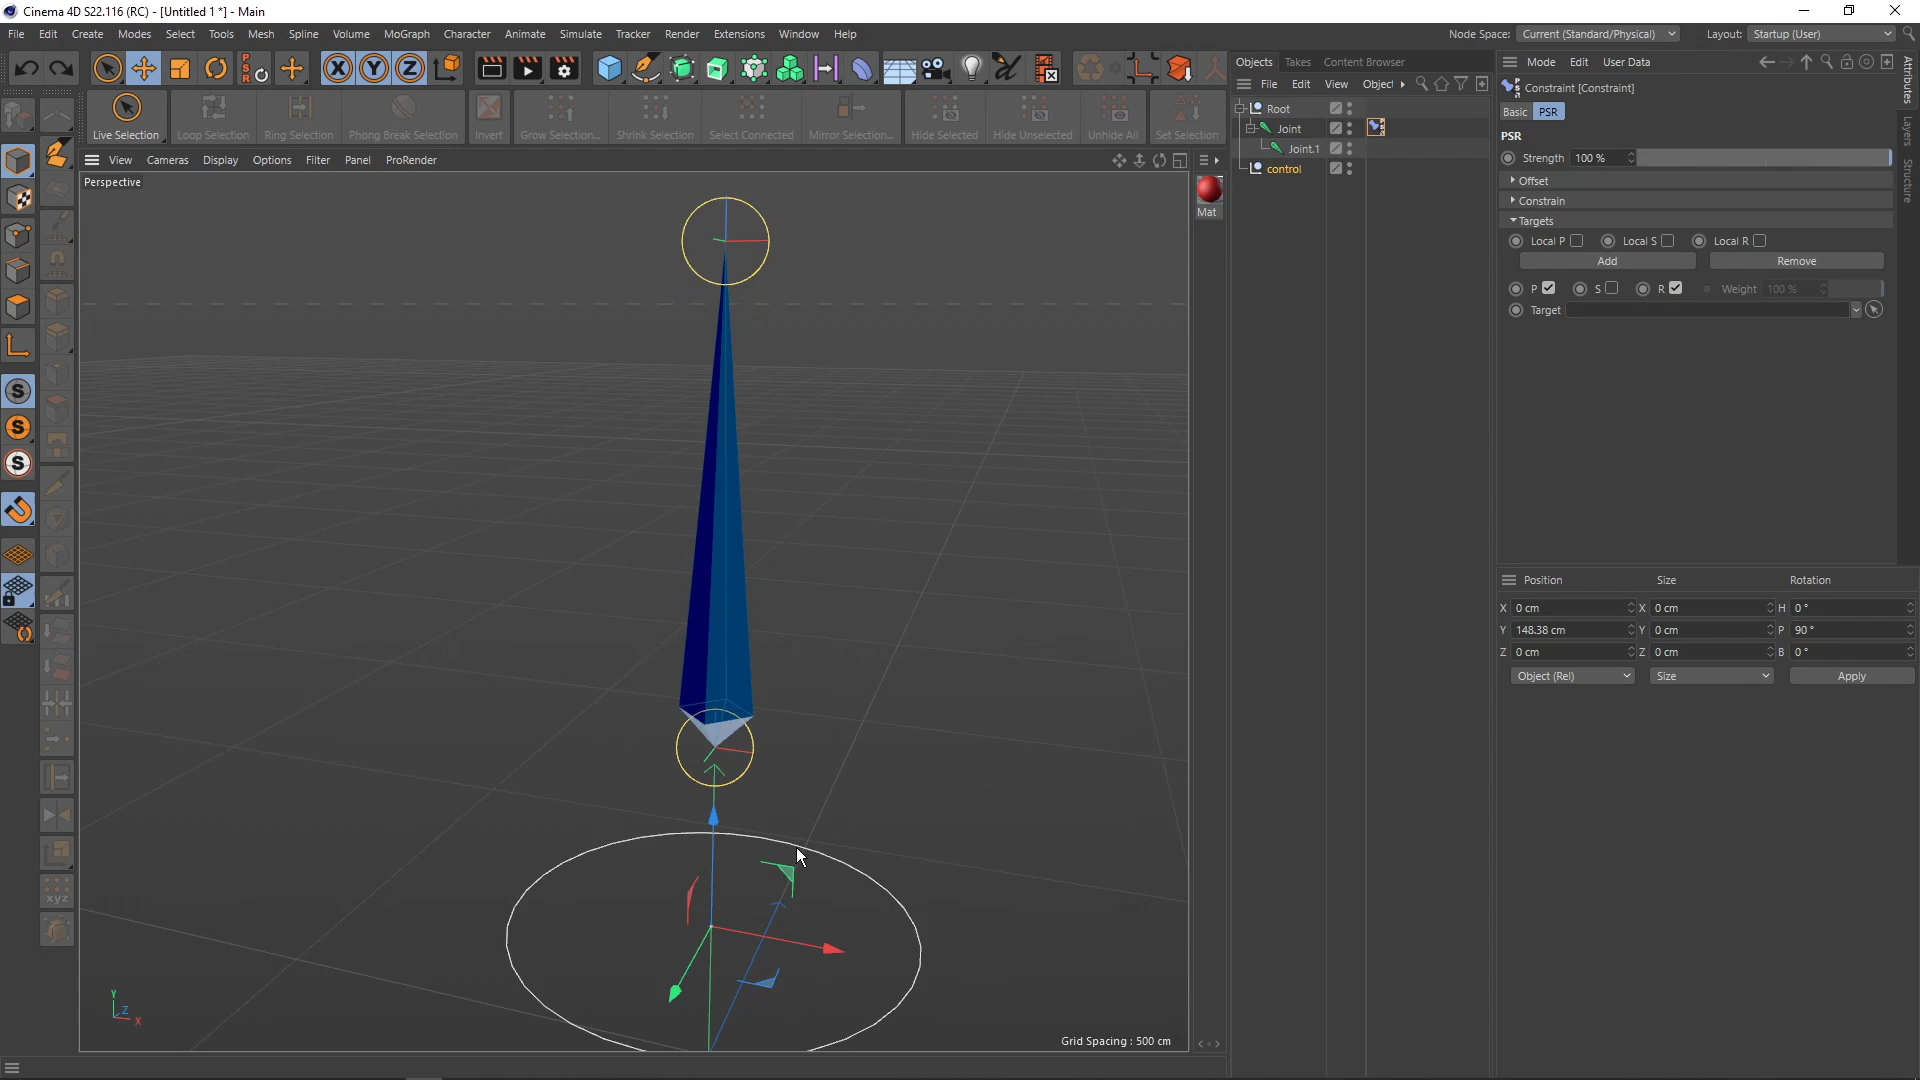 Cinema 4D S22.116 (RC) - [Untitled 1 *] - Main
File Edit Create Modes Select Tools Mesh Spline Volume MoGraph Character Animate Simulate Tracker Render Extensions Window Help
Node Space: Current (Standard/Physical) Layout: Startup (User)
PSR X Y Z
Live Selection Loop Selection Ring Selection Phong Break Selection Invert Grow Selection... Shrink Selection Select Connected Mirror Selection... Hide Selected Hide Unselected Unhide All Set Selection
View Cameras Display Options Filter Panel ProRender
Perspective
Mat
Grid Spacing : 500 cm
Y
Z
X
S
S
S
xyz
Objects Takes Content Browser
File Edit View Object
Root
Joint
Joint.1
control
Mode Edit User Data
Constraint [Constraint]
Basic PSR
PSR
Strength 100 %
Offset
Constrain
Targets
Local P Local S Local R
Add Remove
P S R Weight 100 %
Target
Attributes
Layers
Structure
Position Size Rotation
X 0 cm X 0 cm H 0 °
Y 148.38 cm Y 0 cm P 90 °
Z 0 cm Z 0 cm B 0 °
Object (Rel) Size Apply